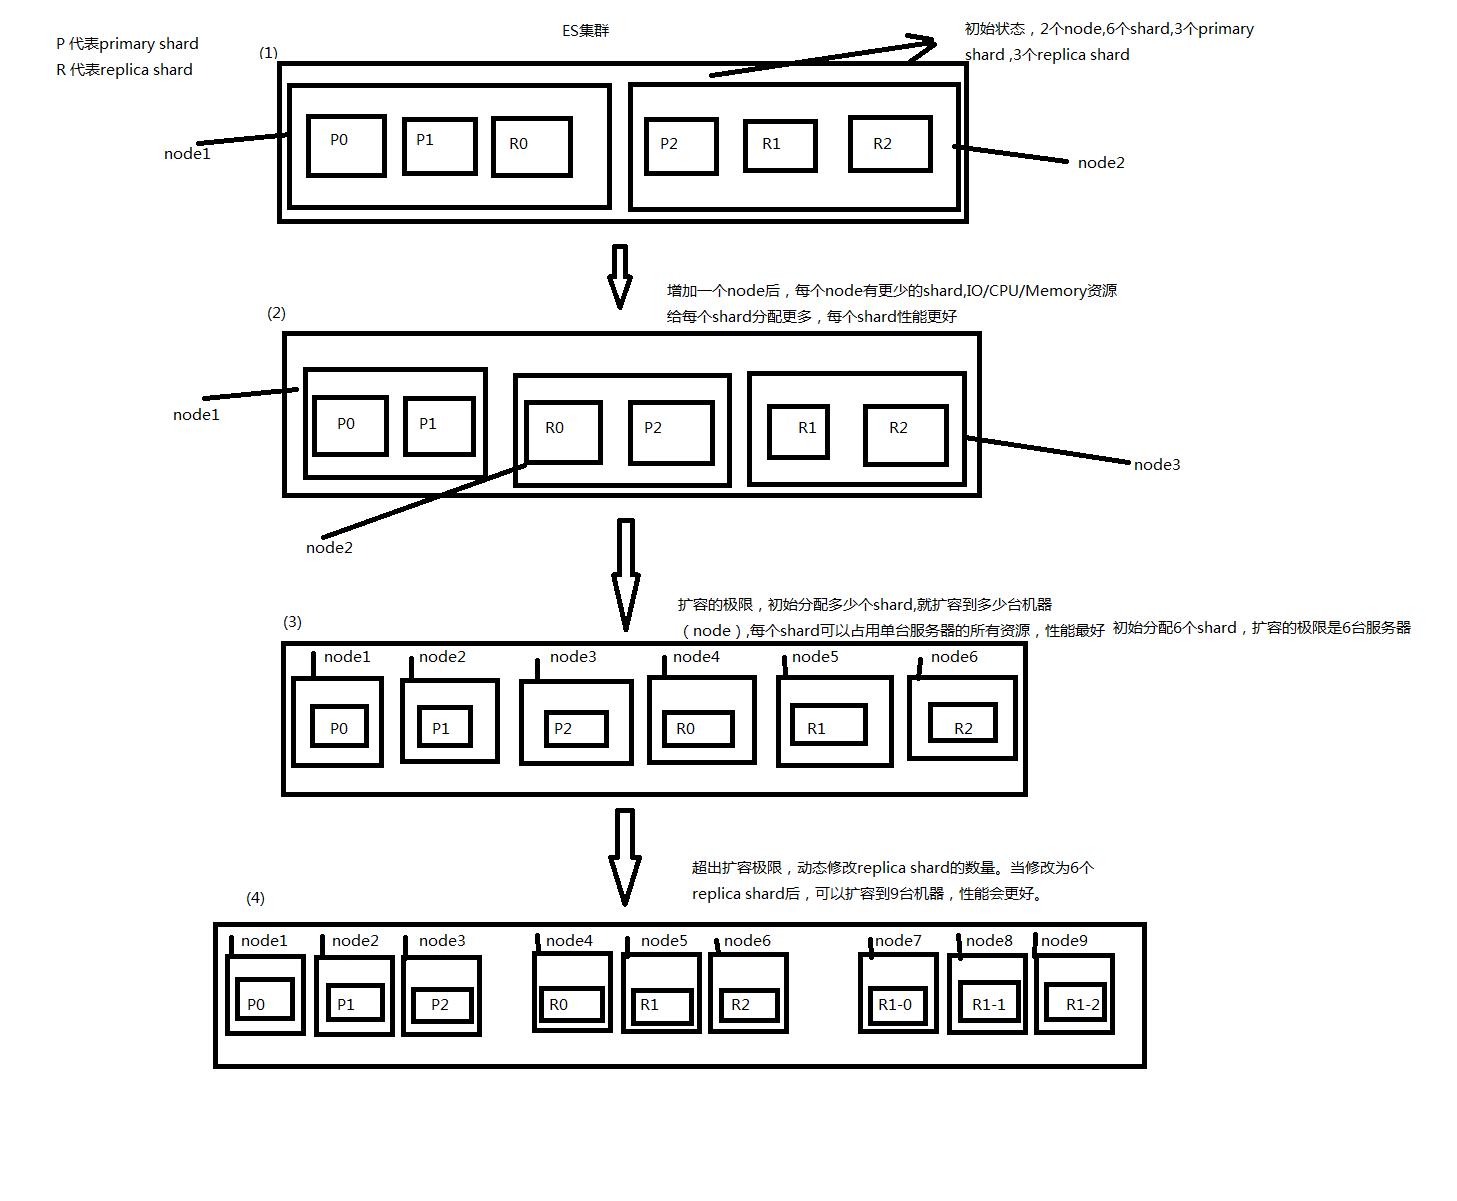 ES集群
初始状态，2个node,6个shard,3个primary
shard ,3个replica shard
P 代表primary shard
R 代表replica shard
(1)
P0
P1
R0
P2
R1
R2
node1
node2
增加一个node后，每个node有更少的shard,IO/CPU/Memory资源
给每个shard分配更多，每个shard性能更好
(2)
node1
P0
P1
R0
P2
R1
R2
node3
node2
扩容的极限，初始分配多少个shard,就扩容到多少台机器
（node）,每个shard可以占用单台服务器的所有资源，性能最好
初始分配6个shard，扩容的极限是6台服务器
(3)
node1
node2
node3
node4
node5
node6
P0
P1
P2
R0
R1
R2
超出扩容极限，动态修改replica shard的数量。当修改为6个
replica shard后，可以扩容到9台机器，性能会更好。
(4)
node1
node2
node3
node4
node5
node6
node7
node8
node9
P0
P1
P2
R0
R1
R2
R1-0
R1-1
R1-2